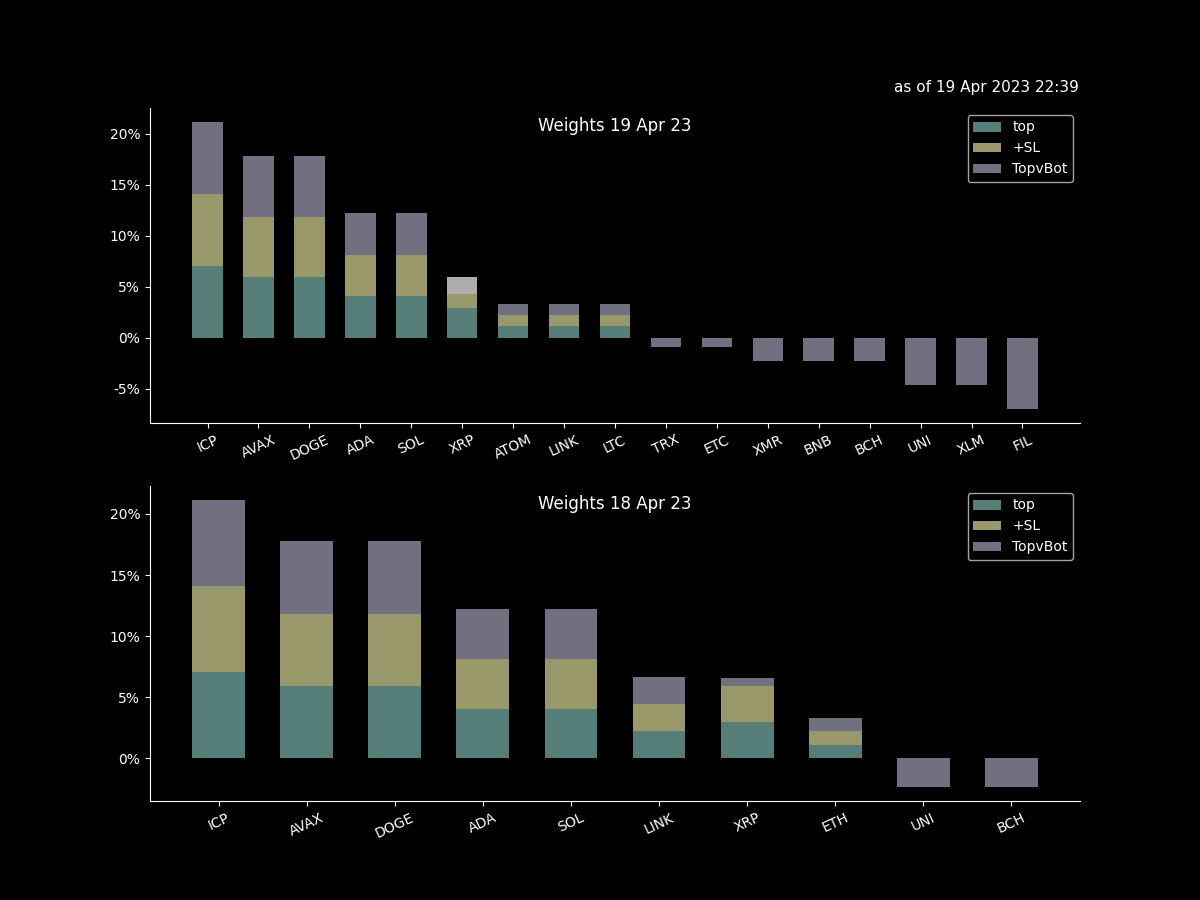 as of 19 Apr 2023 22:39
Weights 19 Apr 23
top
+SL
TopvBot
20%
15%
10%
5%
0%
-5%
ICP AVAX DOGE ADA SOL XRP ATOM LINK LTC TRX ETC XMR BNB BCH UNI XLM FIL
Weights 18 Apr 23
top
+SL
TopvBot
20%
15%
10%
5%
0%
ICP AVAX DOGE ADA SOL LINK XRP ETH UNI BCH